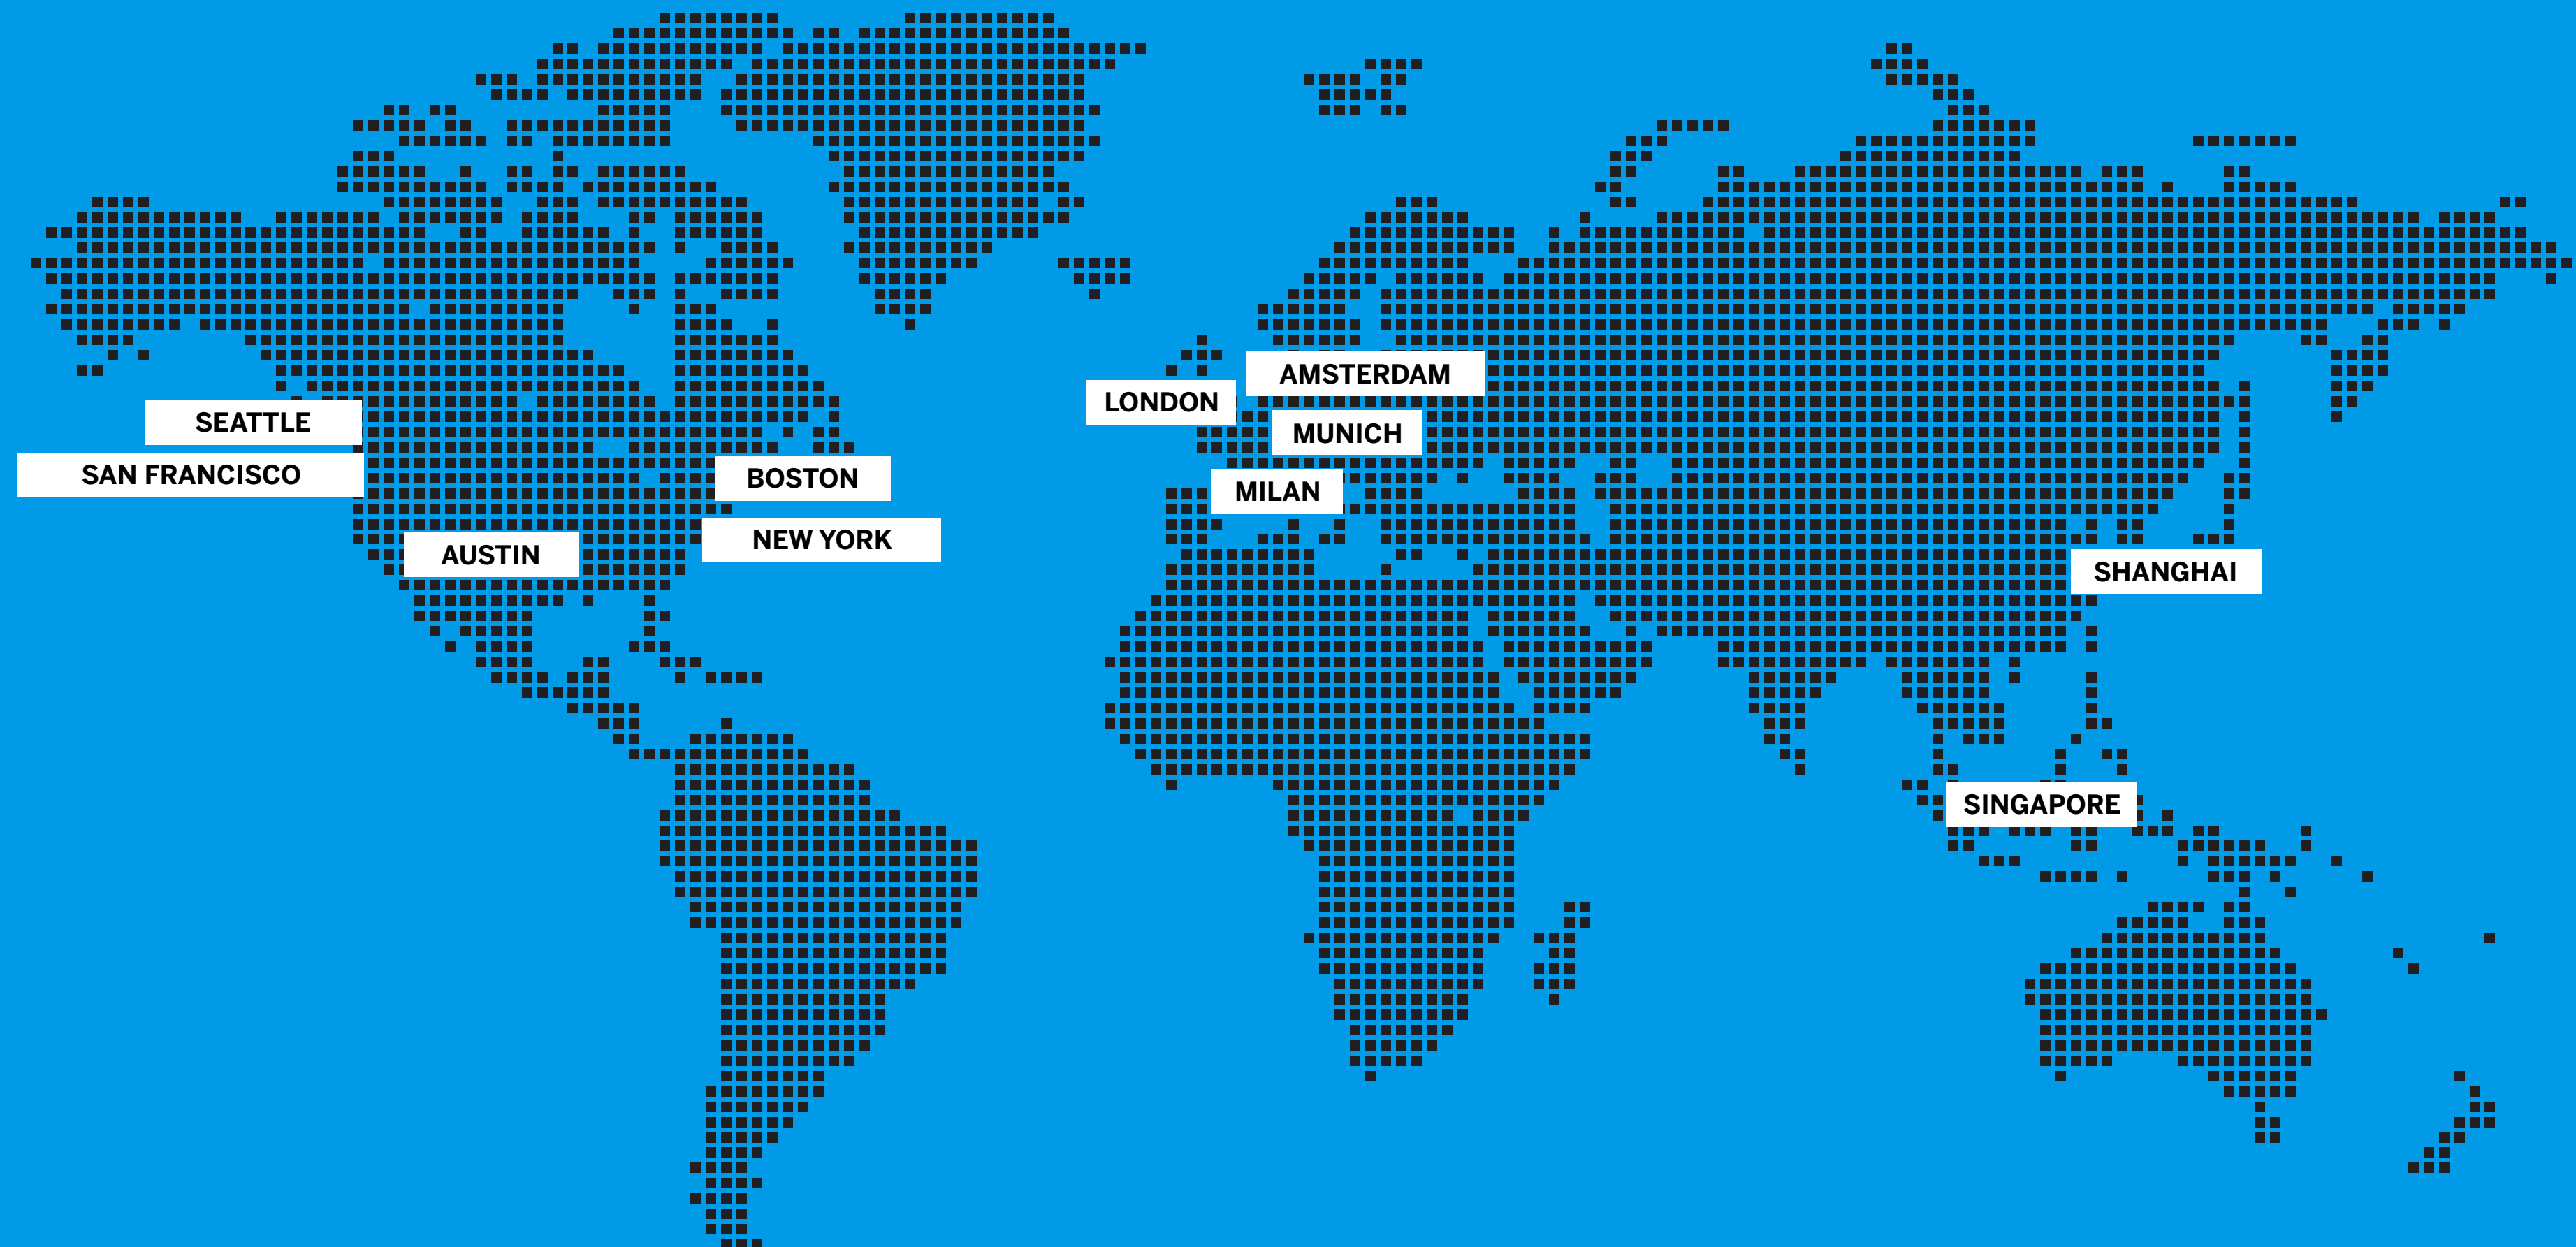 AMSTERDAM
LONDON
SEATTLE
MUNICH
SAN FRANCISCO
BOSTON
MILAN
NEW YORK
AUSTIN
SHANGHAI
SINGAPORE